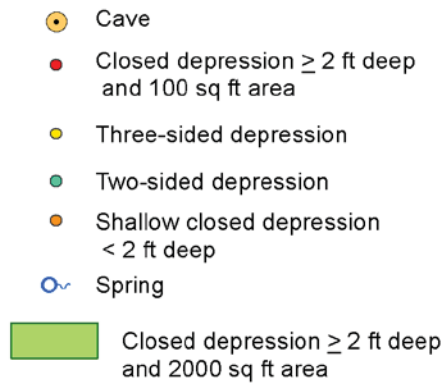 Cave
Closed depression ≥ 2 ft deep
and 100 sq ft area
Three-sided depression
Two-sided depression
Shallow closed depression
< 2 ft deep
Spring
Closed depression ≥ 2 ft deep
and 2000 sq ft area